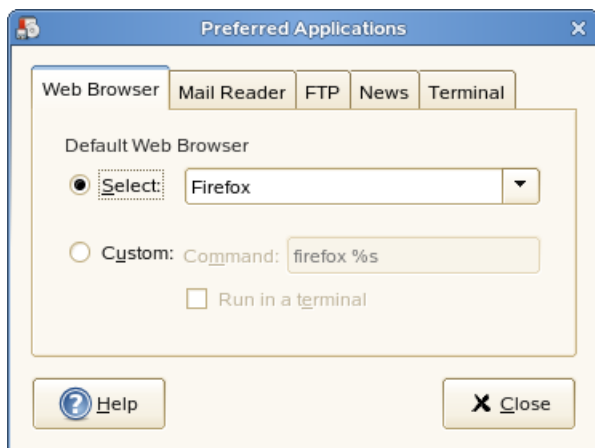 Preferred Applications
Web Browser Mail Reader FTP News Terminal
Default Web Browser
Select: Firefox
Custom: Command: firefox %s
Run in a terminal
Help Close